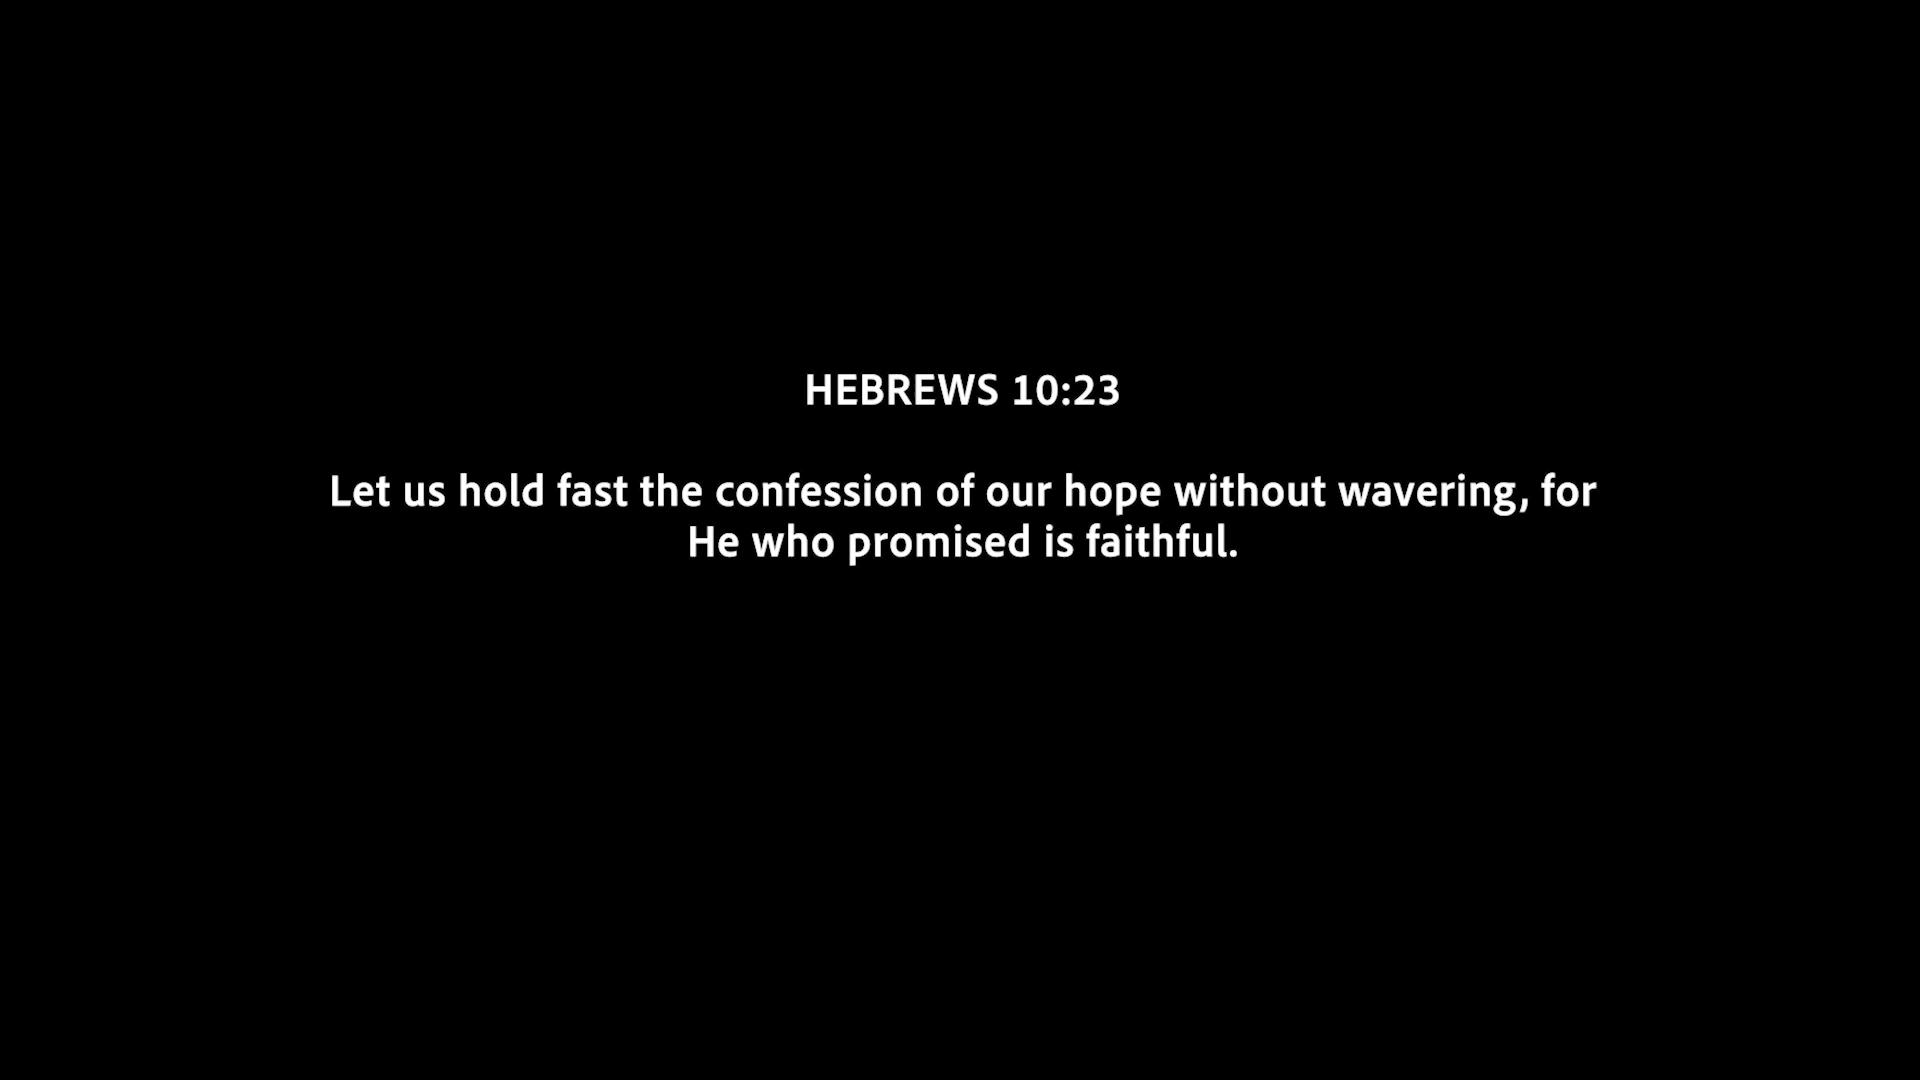 HEBREWS 10:23
Let us hold fast the confession of our hope without wavering, for
He who promised is faithful.